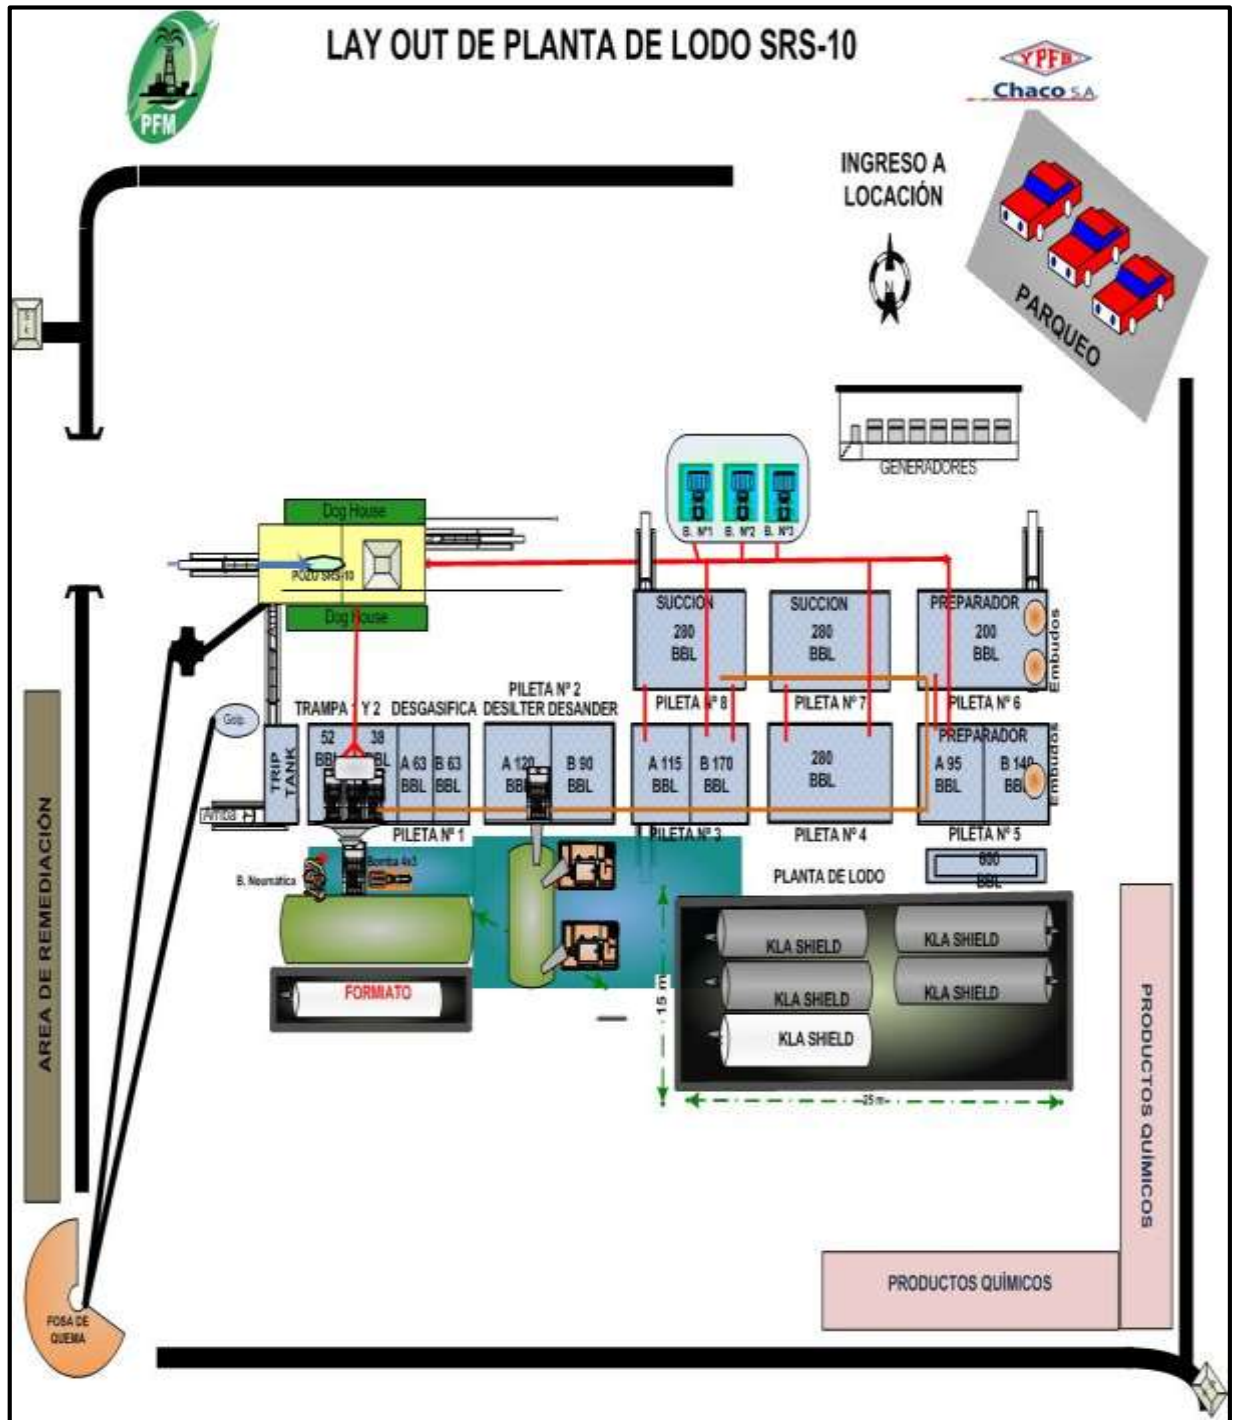 LAY OUT DE PLANTA DE LODO SRS-10
PFM
YPFB
Chaco S.A.
INGRESO A
LOCACIÓN
N
PARQUEO
GENERADORES
B. Nº1
B. Nº2
B. Nº3
Dog House
POZO SRS-10
Dog House
SUCCION
280
BBL
PILETA Nº 8
SUCCION
280
BBL
PILETA Nº 7
PREPARADOR
200
BBL
PILETA Nº 6
Embudos
TRAMPA 1 Y 2
DESGASIFICA
PILETA Nº 2
DESILTER DESANDER
TRIP
TANK
52
BBL
38
BBL
A 63
BBL
B 63
BBL
PILETA Nº 1
A 120
BBL
B 90
BBL
A 115
BBL
B 170
BBL
PILETA Nº 3
280
BBL
PILETA Nº 4
PREPARADOR
A 95
BBL
B 140
BBL
PILETA Nº 5
Embudos
Arriba
B. Neumática
Bomba 4x3
PLANTA DE LODO
BBL
KLA SHIELD
KLA SHIELD
KLA SHIELD
KLA SHIELD
KLA SHIELD
FORMIATO
15 m
25 m
AREA DE REMEDIACIÓN
PRODUCTOS QUÍMICOS
PRODUCTOS QUÍMICOS
FOSA DE
QUEMA